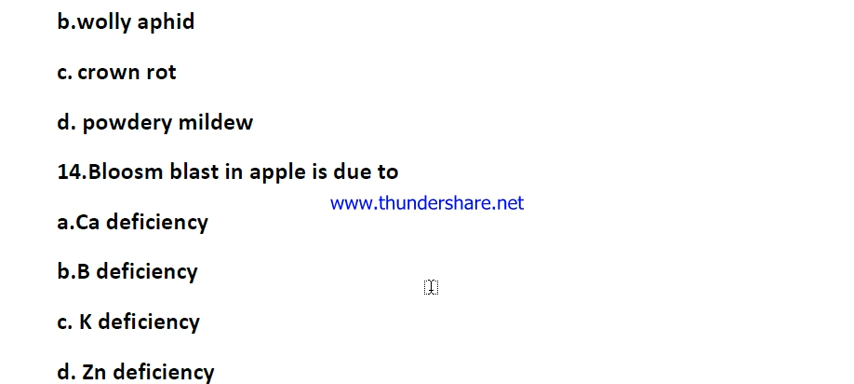 b.wolly aphid
c. crown rot
d. powdery mildew
14.Bloosm blast in apple is due to
www.thundershare.net
a.Ca deficiency
b.B deficiency
c. K deficiency
d. Zn deficiency